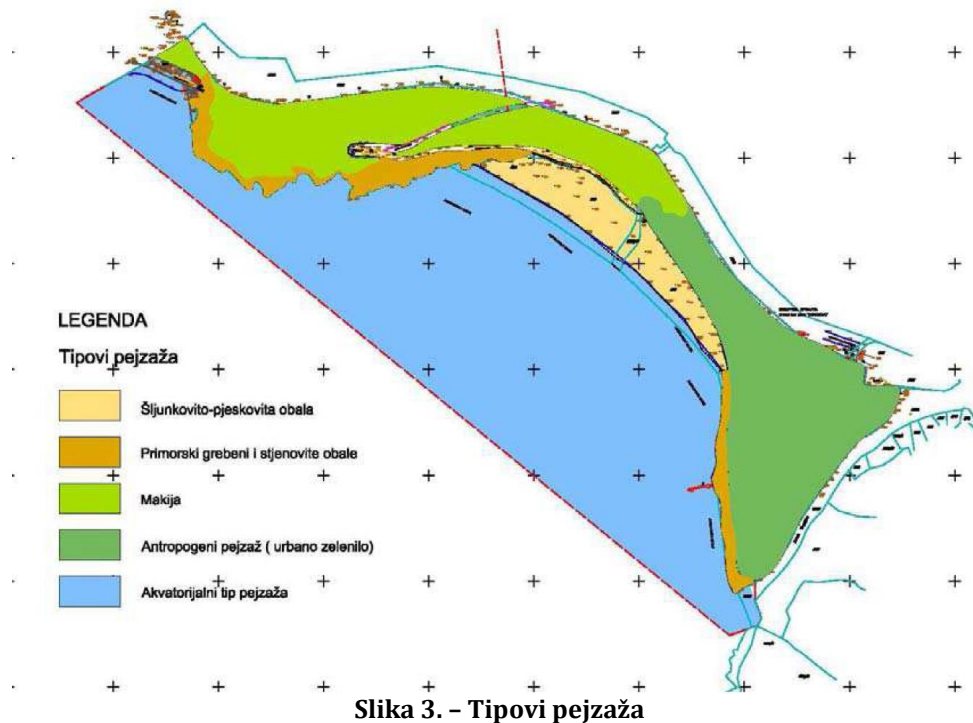 LEGENDA
Tipovi pejzaža
Šljunkovito-pjeskovita obala
Primorski grebeni i stjenovite obale
Makija
Antropogeni pejzaž ( urbano zelenilo)
Akvatorijalni tip pejzaža
Slika 3. – Tipovi pejzaža